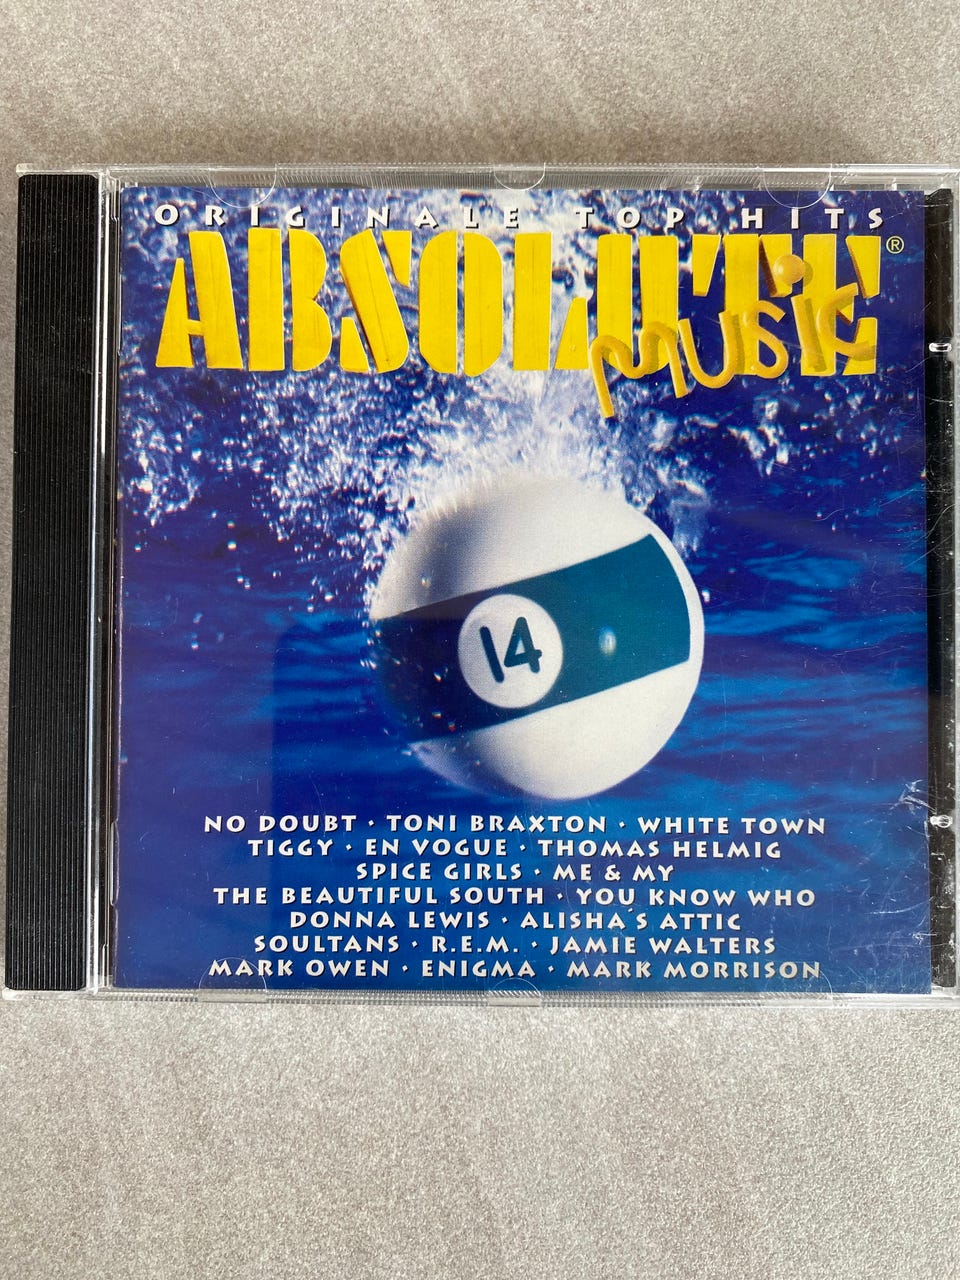 ORIGINALE TOP HITS
ABSOLUTE ®
music
14
NO DOUBT · TONI BRAXTON · WHITE TOWN
TIGGY · EN VOGUE · THOMAS HELMIG
SPICE GIRLS · ME & MY
THE BEAUTIFUL SOUTH · YOU KNOW WHO
DONNA LEWIS · ALISHA´S ATTIC
SOULTANS · R.E.M. · JAMIE WALTERS
MARK OWEN · ENIGMA · MARK MORRISON